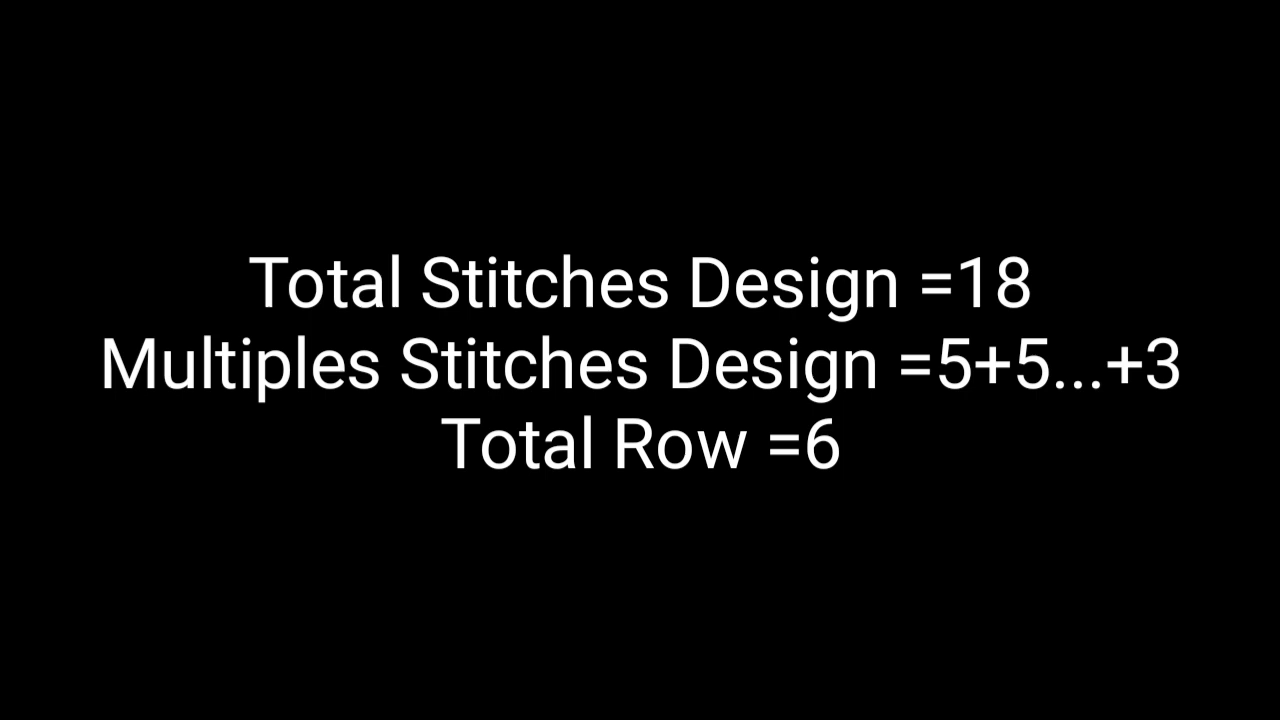 Total Stitches Design =18
Multiples Stitches Design =5+5...+3
Total Row =6